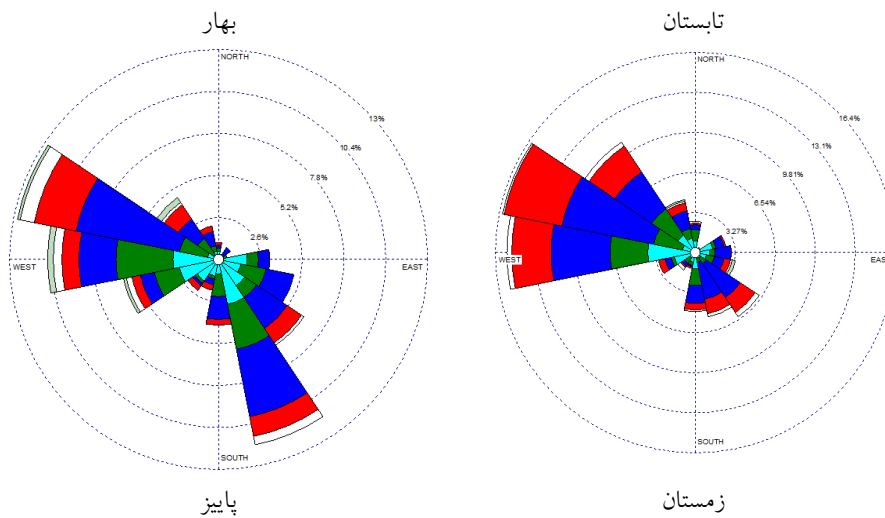 بهار
تابستان
NORTH
13%
10.4%
7.8%
5.2%
2.6%
WEST
EAST
SOUTH
NORTH
16.4%
13.1%
9.81%
6.54%
3.27%
WEST
EAS
SOUTH
پاییز
زمستان